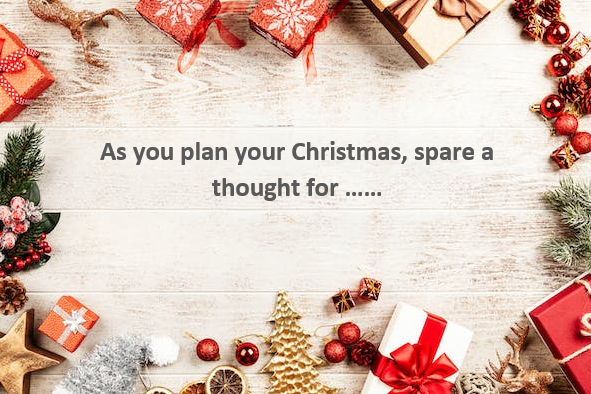 As you plan your Christmas, spare a
thought for ......